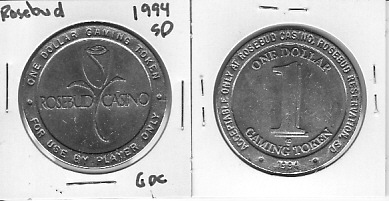 Rosebud
1994
SD
ONE DOLLAR GAMING TOKEN
ROSEBUD CASINO
FOR USE BY PLAYER ONLY
GDC
ACCEPTABLE ONLY AT ROSEBUD CASINO, ROSEBUD RESERVATION, SD
ONE DOLLAR
1
GAMING TOKEN
1994